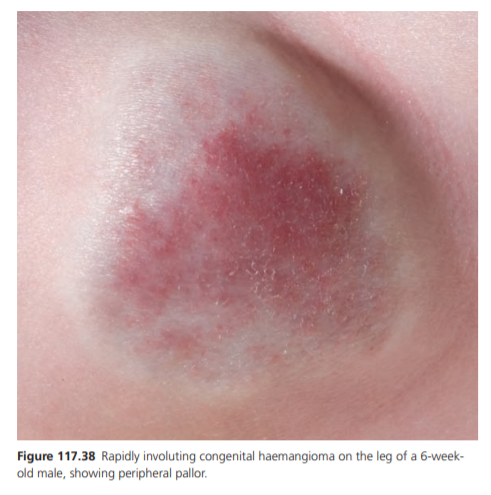 Figure 117.38 Rapidly involuting congenital haemangioma on the leg of a 6-week-
old male, showing peripheral pallor.